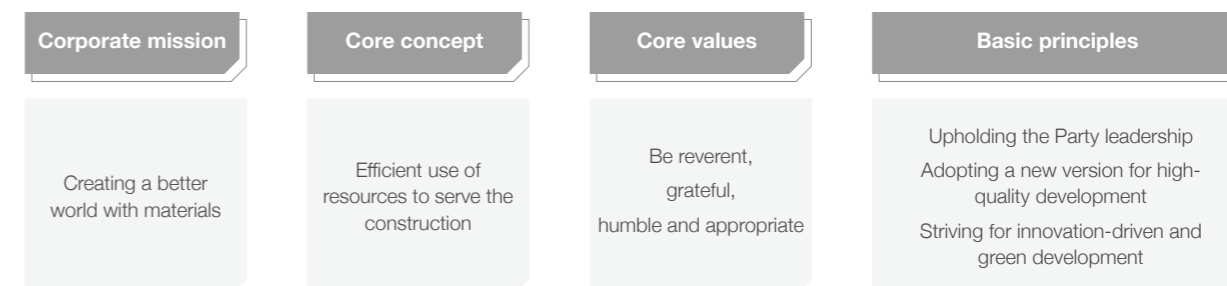 Corporate mission
Core concept
Core values
Basic principles
Creating a better
world with materials
Efficient use of
resources to serve the
construction
Be reverent,
grateful,
humble and appropriate
Upholding the Party leadership
Adopting a new version for high-
quality development
Striving for innovation-driven and
green development